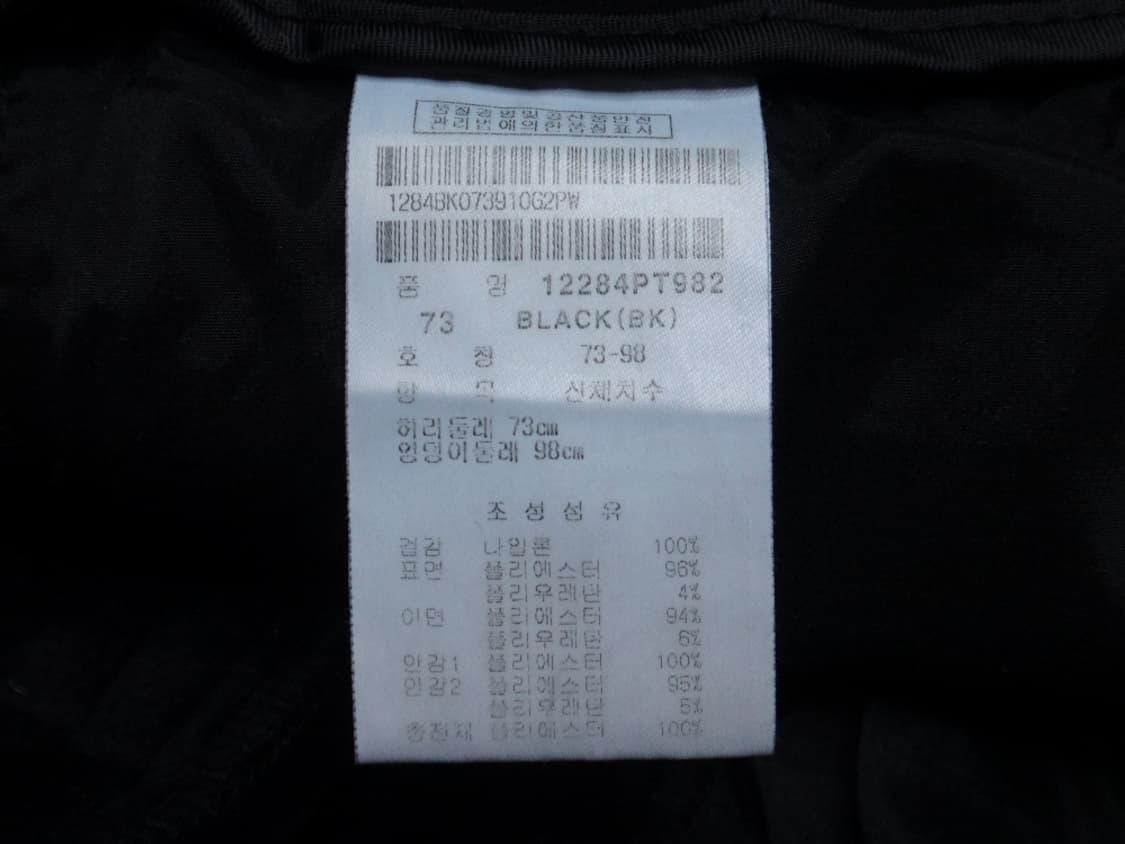 품질경영및공산품안전
관리법에의한품질표시
1284BK073910G2PW
품 명 12284PT982
73 BLACK(BK)
호 칭 73-98
항 목 신체치수
허리둘레 73cm
엉덩이둘레 98cm
조 성 섬 유
겉감 나일론 100%
표면 폴리에스터 96%
폴리우레탄 4%
이면 폴리에스터 94%
폴리우레탄 6%
안감1 폴리에스터 100%
안감2 폴리에스터 95%
폴리우레탄 5%
충전재 폴리에스터 100%